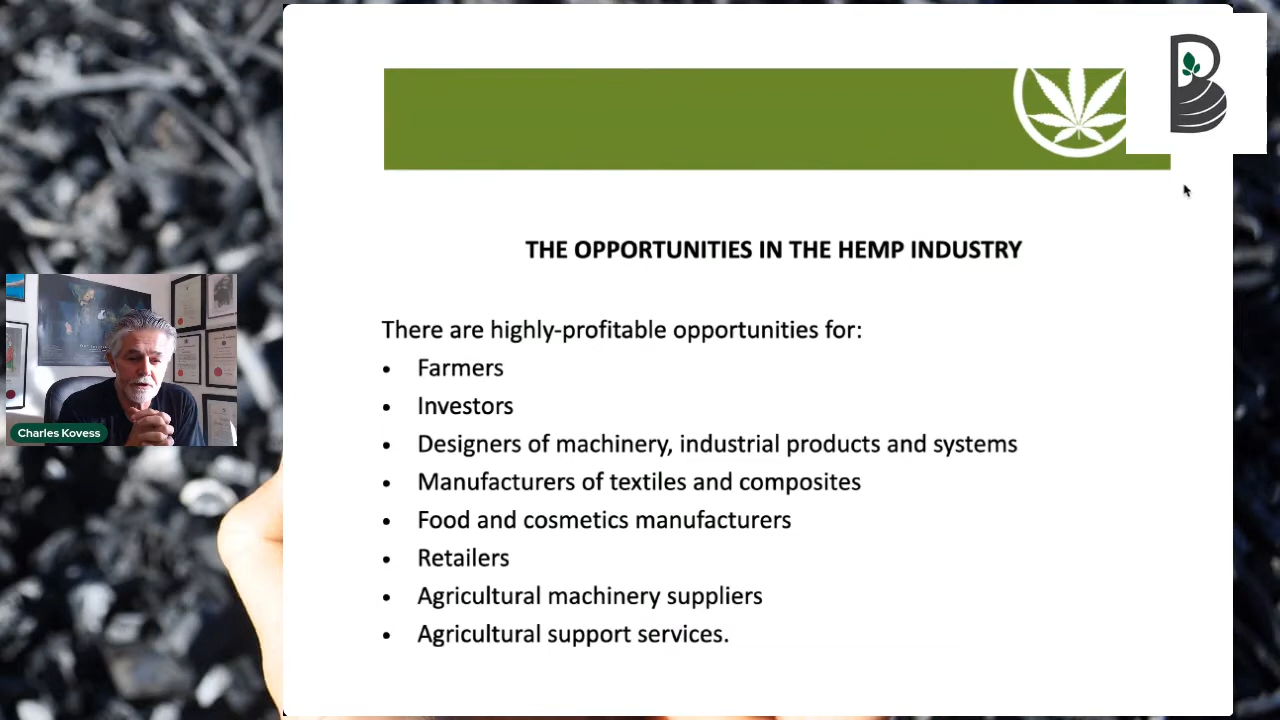 THE OPPORTUNITIES IN THE HEMP INDUSTRY
There are highly-profitable opportunities for:
• Farmers
• Investors
• Designers of machinery, industrial products and systems
• Manufacturers of textiles and composites
• Food and cosmetics manufacturers
• Retailers
• Agricultural machinery suppliers
• Agricultural support services.
Charles Kovess